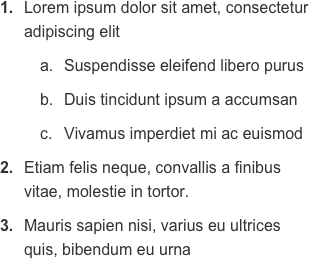 1. Lorem ipsum dolor sit amet, consectetur
adipiscing elit
a. Suspendisse eleifend libero purus
b. Duis tincidunt ipsum a accumsan
c. Vivamus imperdiet mi ac euismod
2. Etiam felis neque, convallis a finibus
vitae, molestie in tortor.
3. Mauris sapien nisi, varius eu ultrices
quis, bibendum eu urna